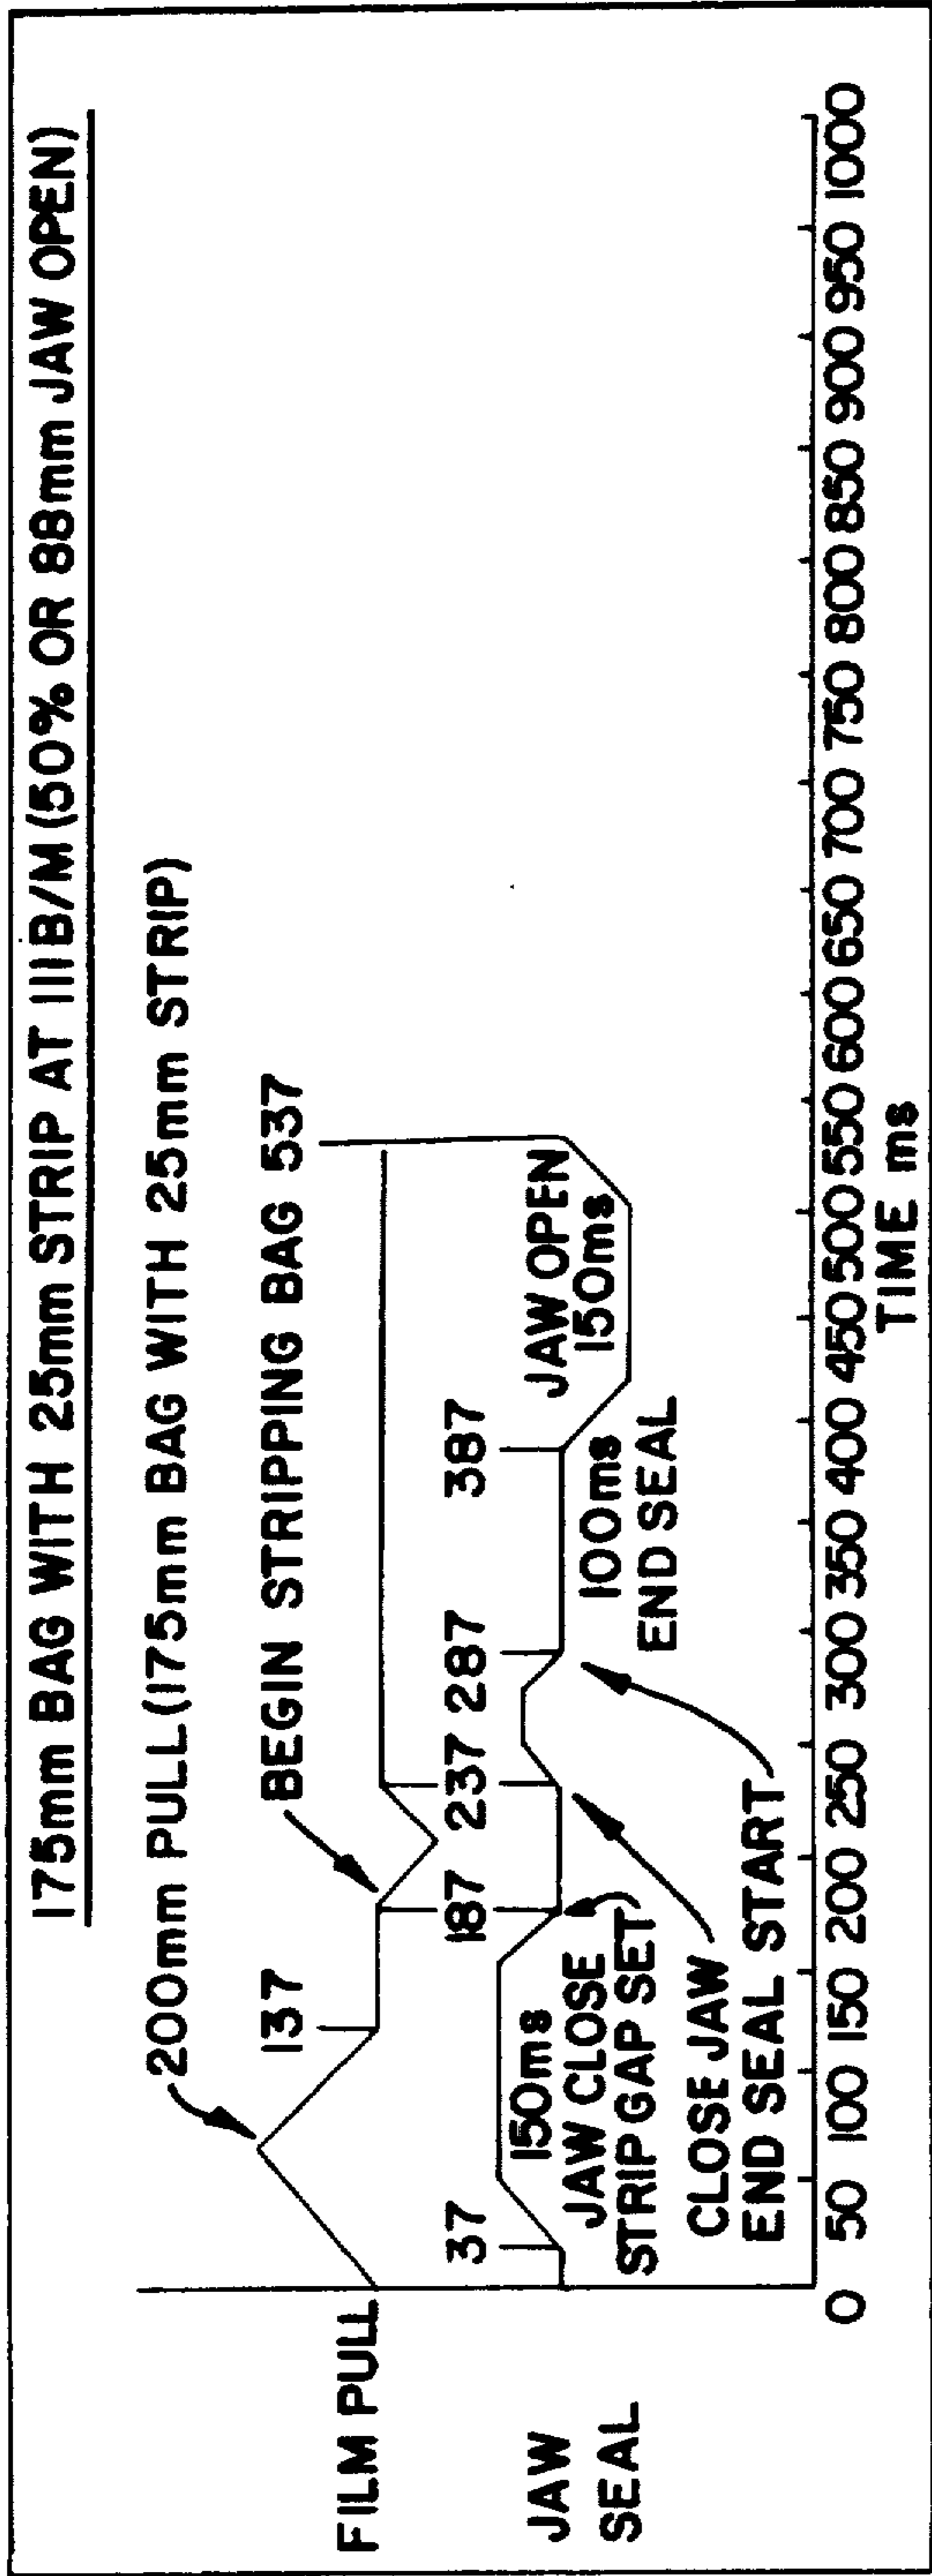 175mm BAG WITH 25mm STRIP AT 111B/M (50% OR 88mm JAW OPEN)
200mm PULL (175mm BAG WITH 25mm STRIP)
137
BEGIN STRIPPING BAG 537
FILM PULL
37
187
237
287
387
JAW
SEAL
150ms
JAW CLOSE
STRIP GAP SET
100ms
END SEAL
JAW OPEN
150ms
CLOSE JAW
END SEAL START
0 50 100 150 200 250 300 350 400 450 500 550 600 650 700 750 800 850 900 950 1000
TIME ms